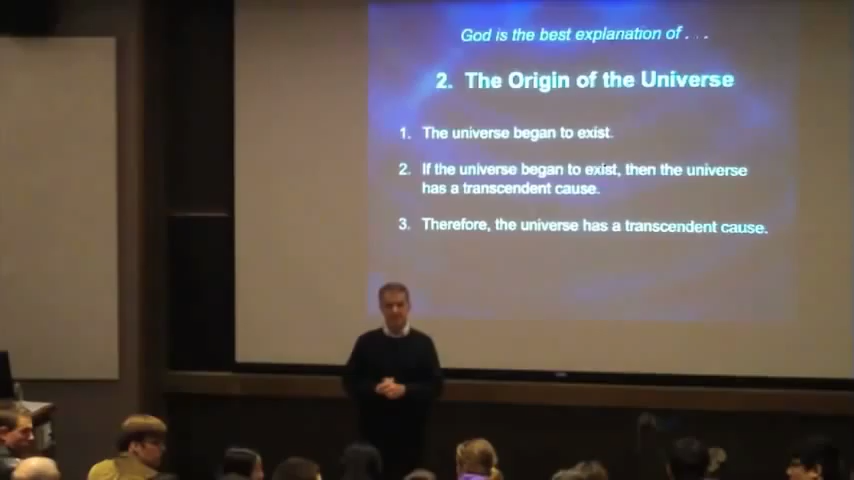 God is the best explanation of . . .
2. The Origin of the Universe
1. The universe began to exist.
2. If the universe began to exist, then the universe
has a transcendent cause.
3. Therefore, the universe has a transcendent cause.